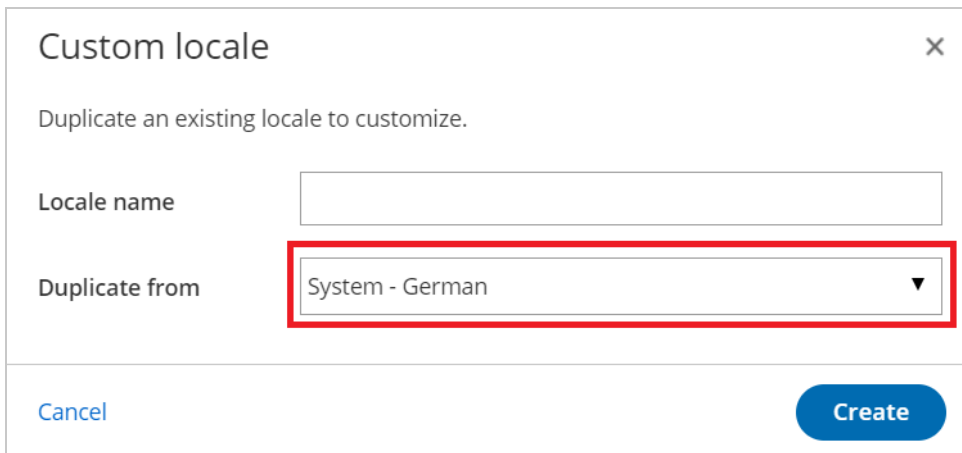 Custom locale
Duplicate an existing locale to customize.
Locale name
Duplicate from System - German
Cancel Create